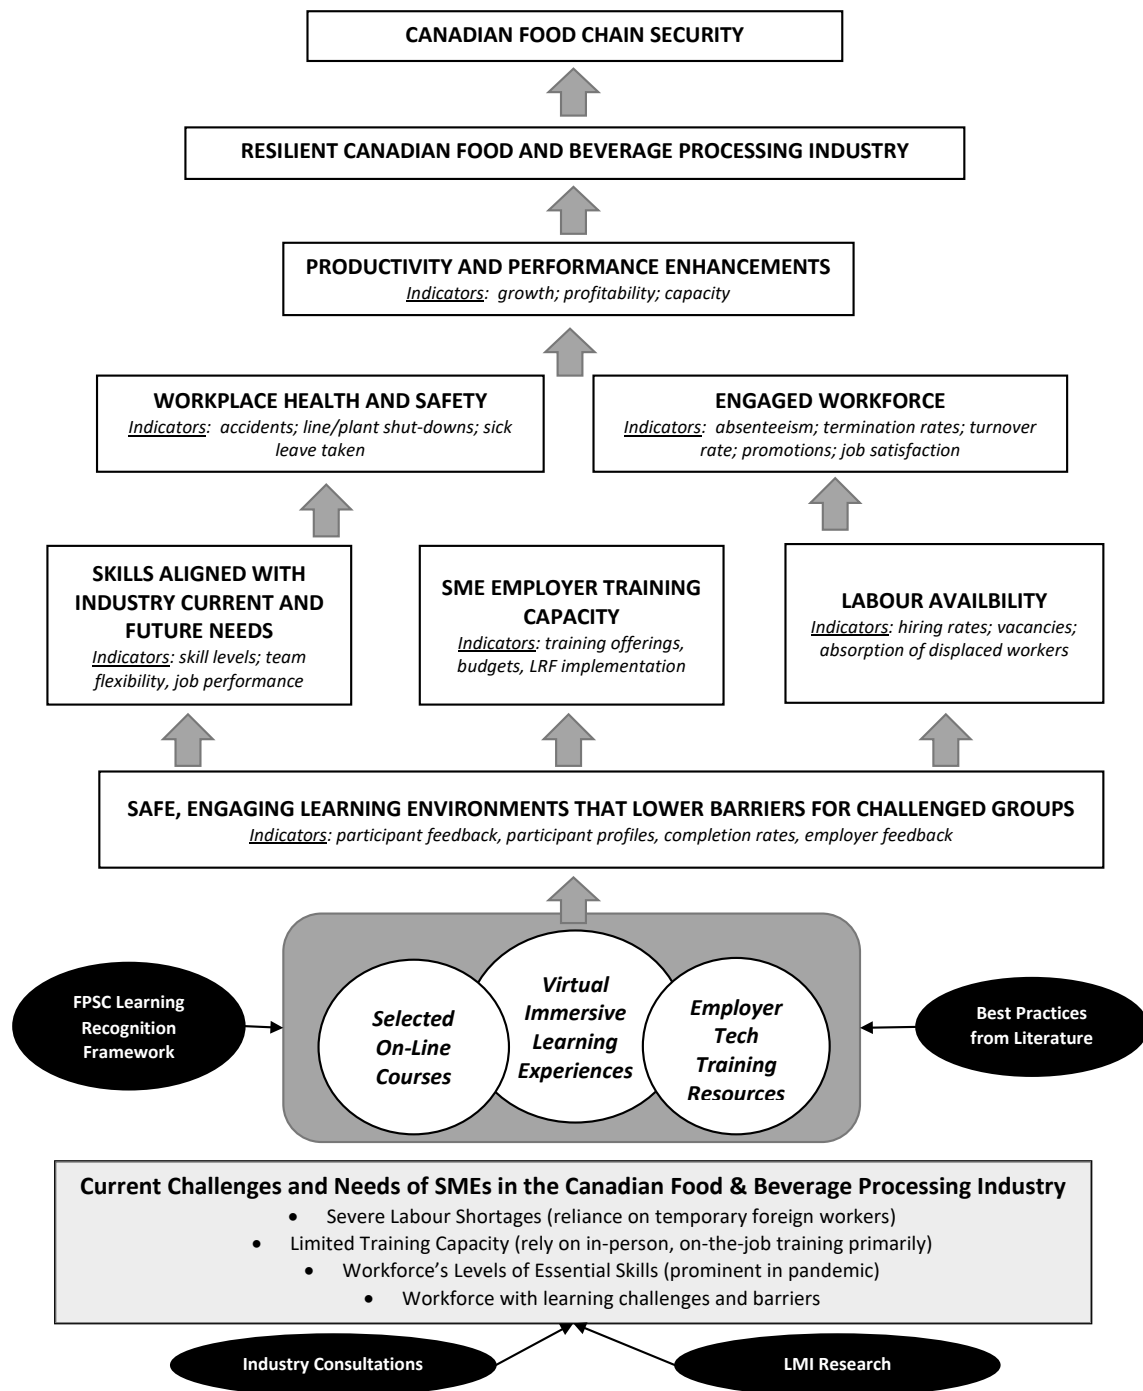 CANADIAN FOOD CHAIN SECURITY
RESILIENT CANADIAN FOOD AND BEVERAGE PROCESSING INDUSTRY
PRODUCTIVITY AND PERFORMANCE ENHANCEMENTS
Indicators: growth; profitability; capacity
WORKPLACE HEALTH AND SAFETY
Indicators: accidents; line/plant shut-downs; sick
leave taken
ENGAGED WORKFORCE
Indicators: absenteeism; termination rates; turnover
rate; promotions; job satisfaction
SKILLS ALIGNED WITH
INDUSTRY CURRENT AND
FUTURE NEEDS
Indicators: skill levels; team
flexibility, job performance
SME EMPLOYER TRAINING
CAPACITY
Indicators: training offerings,
budgets, LRF implementation
LABOUR AVAILBILITY
Indicators: hiring rates; vacancies;
absorption of displaced workers
SAFE, ENGAGING LEARNING ENVIRONMENTS THAT LOWER BARRIERS FOR CHALLENGED GROUPS
Indicators: participant feedback, participant profiles, completion rates, employer feedback
FPSC Learning
Recognition
Framework
Selected
On-Line
Courses
Virtual
Immersive
Learning
Experiences
Employer
Tech
Training
Resources
Best Practices
from Literature
Current Challenges and Needs of SMEs in the Canadian Food & Beverage Processing Industry
• Severe Labour Shortages (reliance on temporary foreign workers)
• Limited Training Capacity (rely on in-person, on-the-job training primarily)
• Workforce’s Levels of Essential Skills (prominent in pandemic)
• Workforce with learning challenges and barriers
Industry Consultations
LMI Research